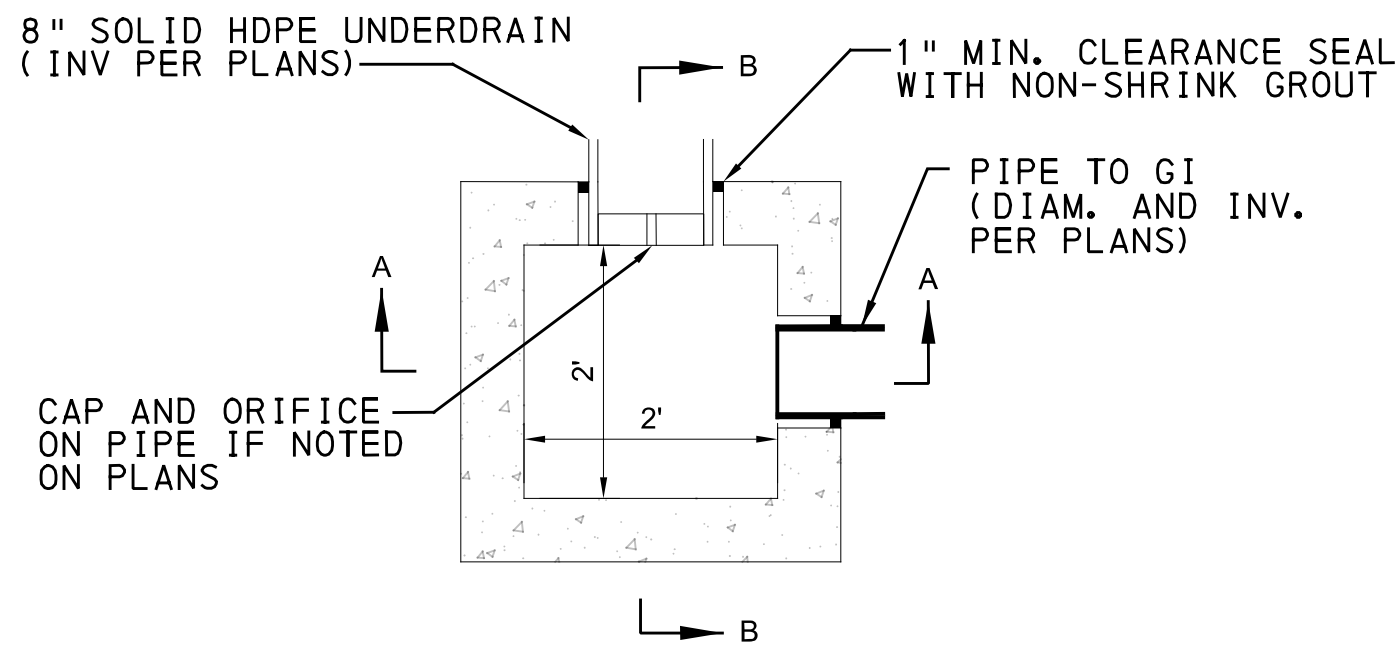 8" SOLID HDPE UNDERDRAIN
(INV PER PLANS)
B
1" MIN. CLEARANCE SEAL
WITH NON-SHRINK GROUT
PIPE TO GI
(DIAM. AND INV.
PER PLANS)
A
A
2'
2'
CAP AND ORIFICE
ON PIPE IF NOTED
ON PLANS
B